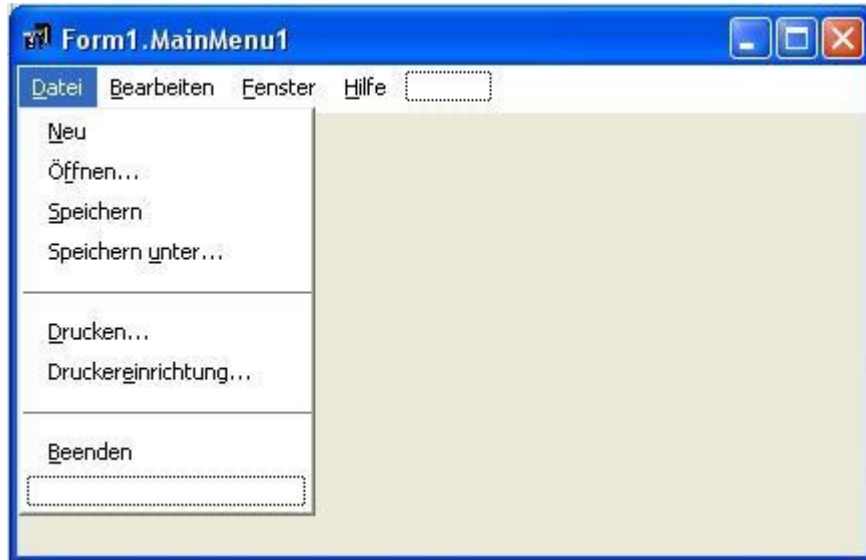 Form1.MainMenu1
Datei Bearbeiten Fenster Hilfe
Neu
Öffnen...
Speichern
Speichern unter...
Drucken...
Druckereinrichtung...
Beenden